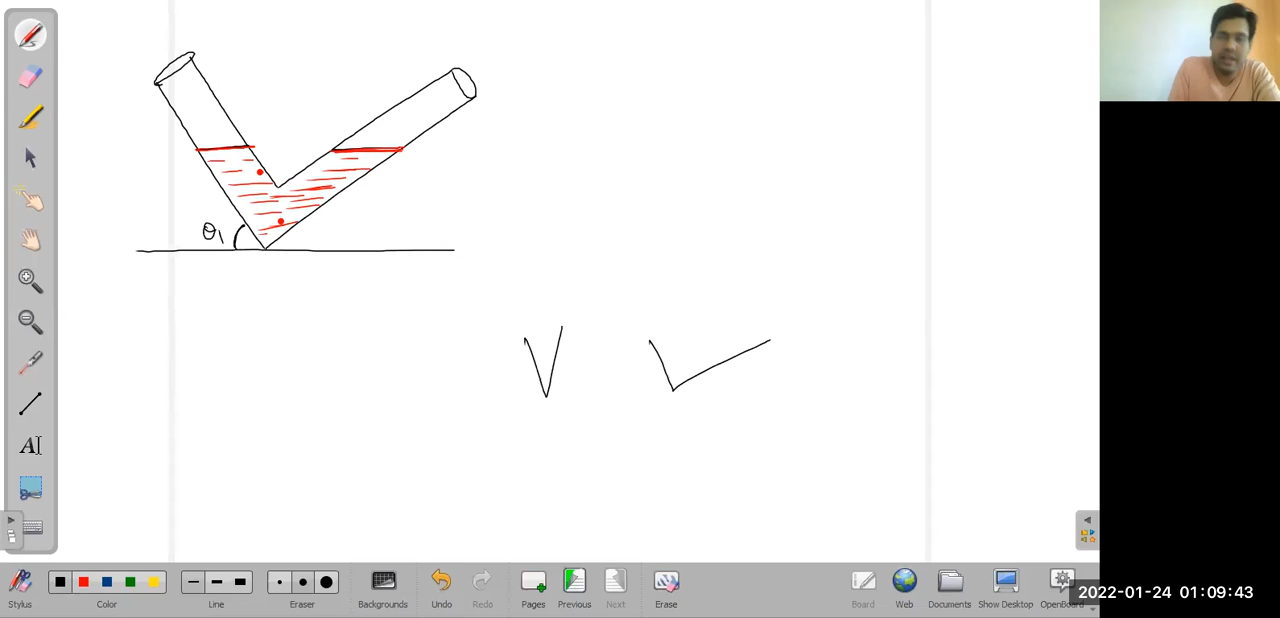 θ1
A
Stylus
Color
Line
Eraser
Backgrounds
Undo
Redo
Pages
Previous
Next
Erase
Board
Web
Documents
Show Desktop
OpenBoard
2022-01-24 01:09:43